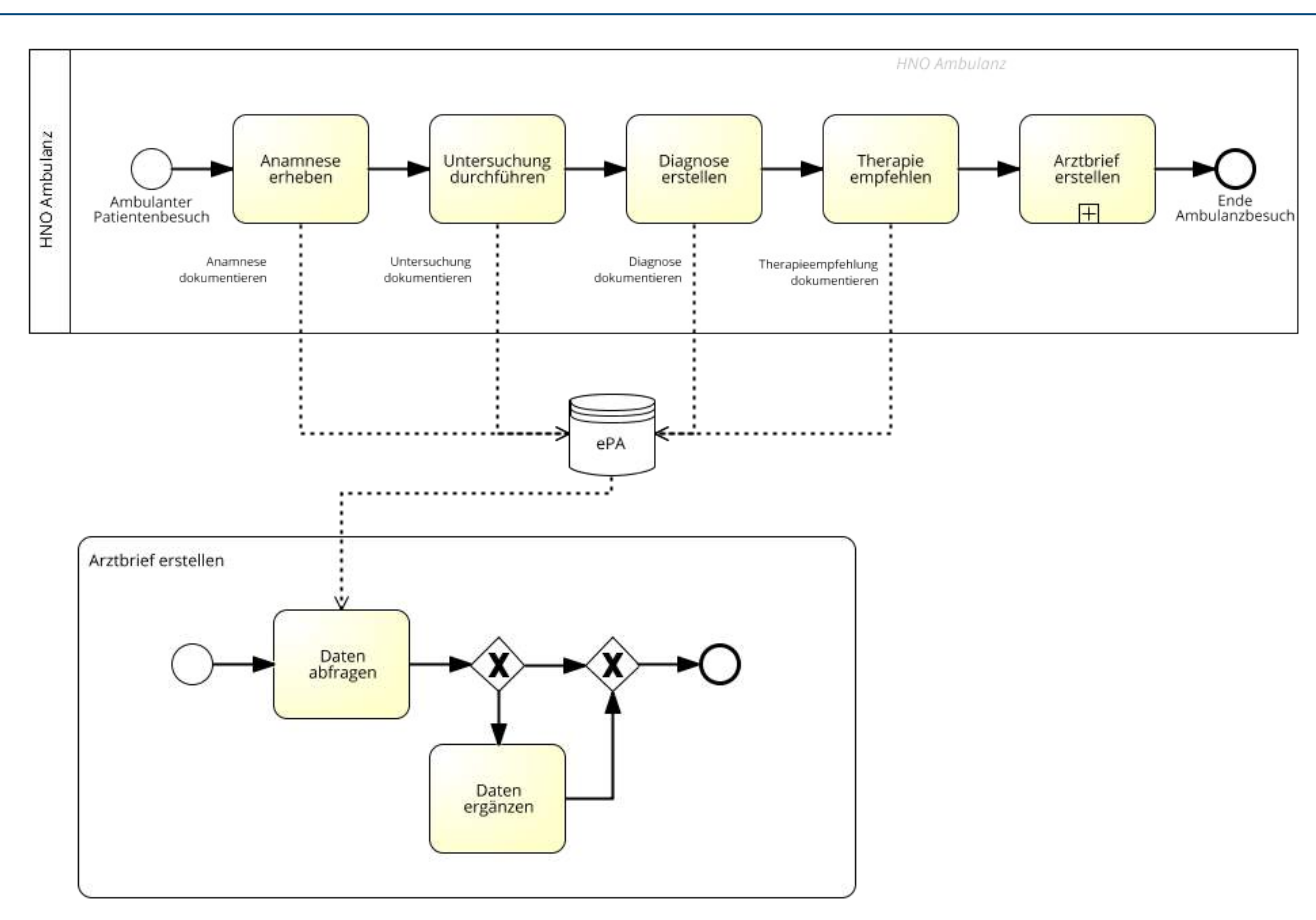 HNO Ambulanz
HNO Ambulanz
Anamnese
erheben
Untersuchung
durchführen
Diagnose
erstellen
Therapie
empfehlen
Arztbrief
erstellen
Ambulanter
Patientenbesuch
Ende
Ambulanzbesuch
Anamnese
dokumentieren
Untersuchung
dokumentieren
Diagnose
dokumentieren
Therapieempfehlung
dokumentieren
ePA
Arztbrief erstellen
Daten
abfragen
X
X
Daten
ergänzen